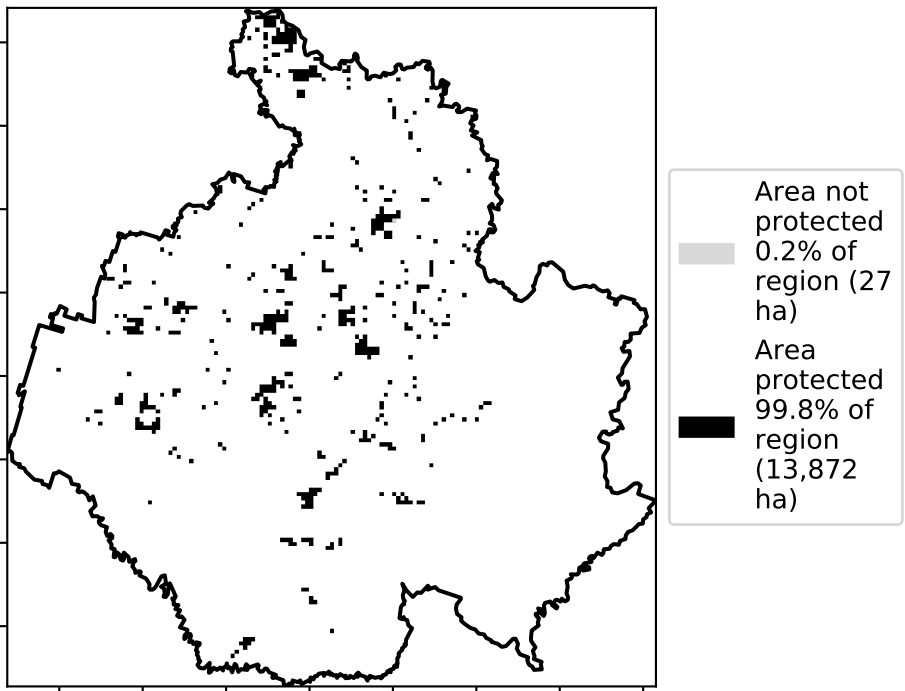 Area not
protected
0.2% of
region (27
ha)
Area
protected
99.8% of
region
(13,872
ha)